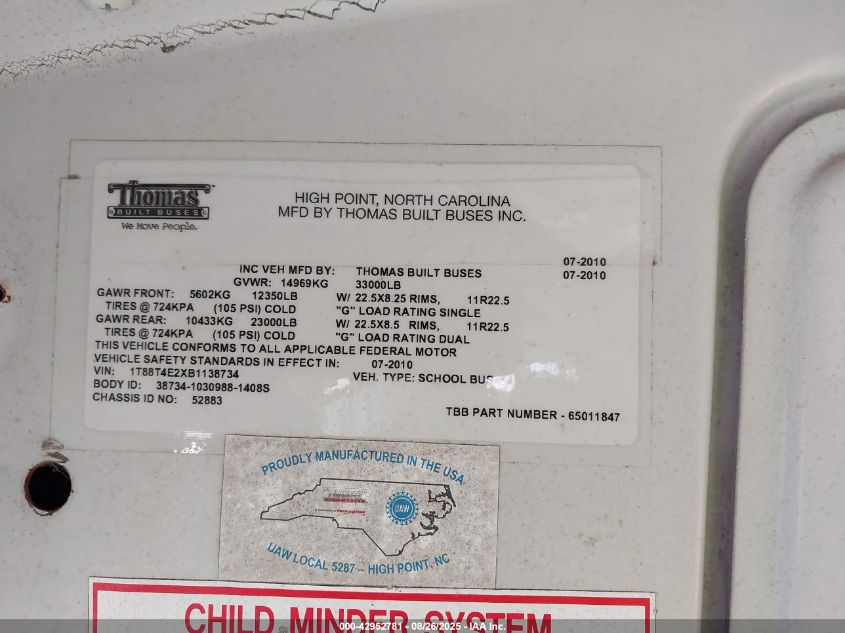 Thomas
BUILT BUSES
We Move People.
HIGH POINT, NORTH CAROLINA
MFD BY THOMAS BUILT BUSES INC.
07-2010
INC VEH MFD BY: THOMAS BUILT BUSES 07-2010
GVWR: 14969KG 33000LB
GAWR FRONT: 5602KG 12350LB W/ 22.5X8.25 RIMS, 11R22.5
TIRES @ 724KPA (105 PSI) COLD "G" LOAD RATING SINGLE
GAWR REAR: 10433KG 23000LB W/ 22.5X8.5 RIMS, 11R22.5
TIRES @ 724KPA (105 PSI) COLD "G" LOAD RATING DUAL
THIS VEHICLE CONFORMS TO ALL APPLICABLE FEDERAL MOTOR
VEHICLE SAFETY STANDARDS IN EFFECT IN: 07-2010
VIN: 1T88T4E2XB1138734 VEH. TYPE: SCHOOL BUS
BODY ID: 38734-1030988-1408S
CHASSIS ID NO: 52883
TBB PART NUMBER - 65011847
PROUDLY MANUFACTURED IN THE USA
UAW
UAW LOCAL 5287 – HIGH POINT, NC
CHILD MINDER SYSTEM
000-42952781 - 08/26/2025 - IAA Inc.